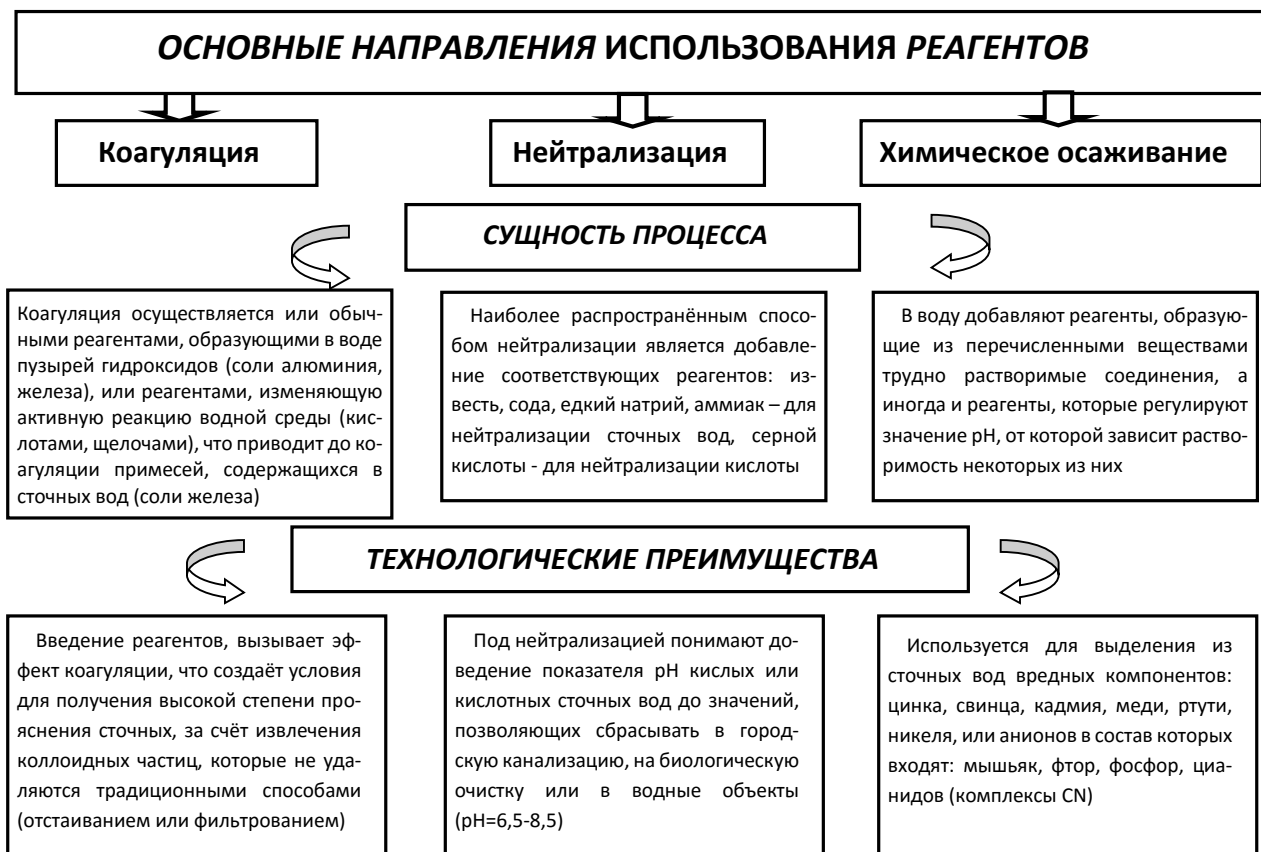 ОСНОВНЫЕ НАПРАВЛЕНИЯ ИСПОЛЬЗОВАНИЯ РЕАГЕНТОВ
Коагуляция
Нейтрализация
Химическое осаживание
СУЩНОСТЬ ПРОЦЕССА
Коагуляция осуществляется или обыч-
ными реагентами, образующими в воде
пузырей гидроксидов (соли алюминия,
железа), или реагентами, изменяющую
активную реакцию водной среды (кис-
лотами, щелочами), что приводит до ко-
агуляции примесей, содержащихся в
сточных вод (соли железа)
Наиболее распространённым спосо-
бом нейтрализации является добавле-
ние соответствующих реагентов: из-
весть, сода, едкий натрий, аммиак – для
нейтрализации сточных вод, серной
кислоты - для нейтрализации кислоты
В воду добавляют реагенты, образую-
щие из перечисленными веществами
трудно растворимые соединения, а
иногда и реагенты, которые регулируют
значение pH, от которой зависит раство-
римость некоторых из них
ТЕХНОЛОГИЧЕСКИЕ ПРЕИМУЩЕСТВА
Введение реагентов, вызывает эф-
фект коагуляции, что создаёт условия
для получения высокой степени про-
яснения сточных, за счёт извлечения
коллоидных частиц, которые не уда-
ляются традиционными способами
(отстаиванием или фильтрованием)
Под нейтрализацией понимают до-
ведение показателя pH кислых или
кислотных сточных вод до значений,
позволяющих сбрасывать в город-
скую канализацию, на биологическую
очистку или в водные объекты
(pH=6,5-8,5)
Используется для выделения из
сточных вод вредных компонентов:
цинка, свинца, кадмия, меди, ртути,
никеля, или анионов в состав которых
входят: мышьяк, фтор, фосфор, циа-
нидов (комплексы CN)